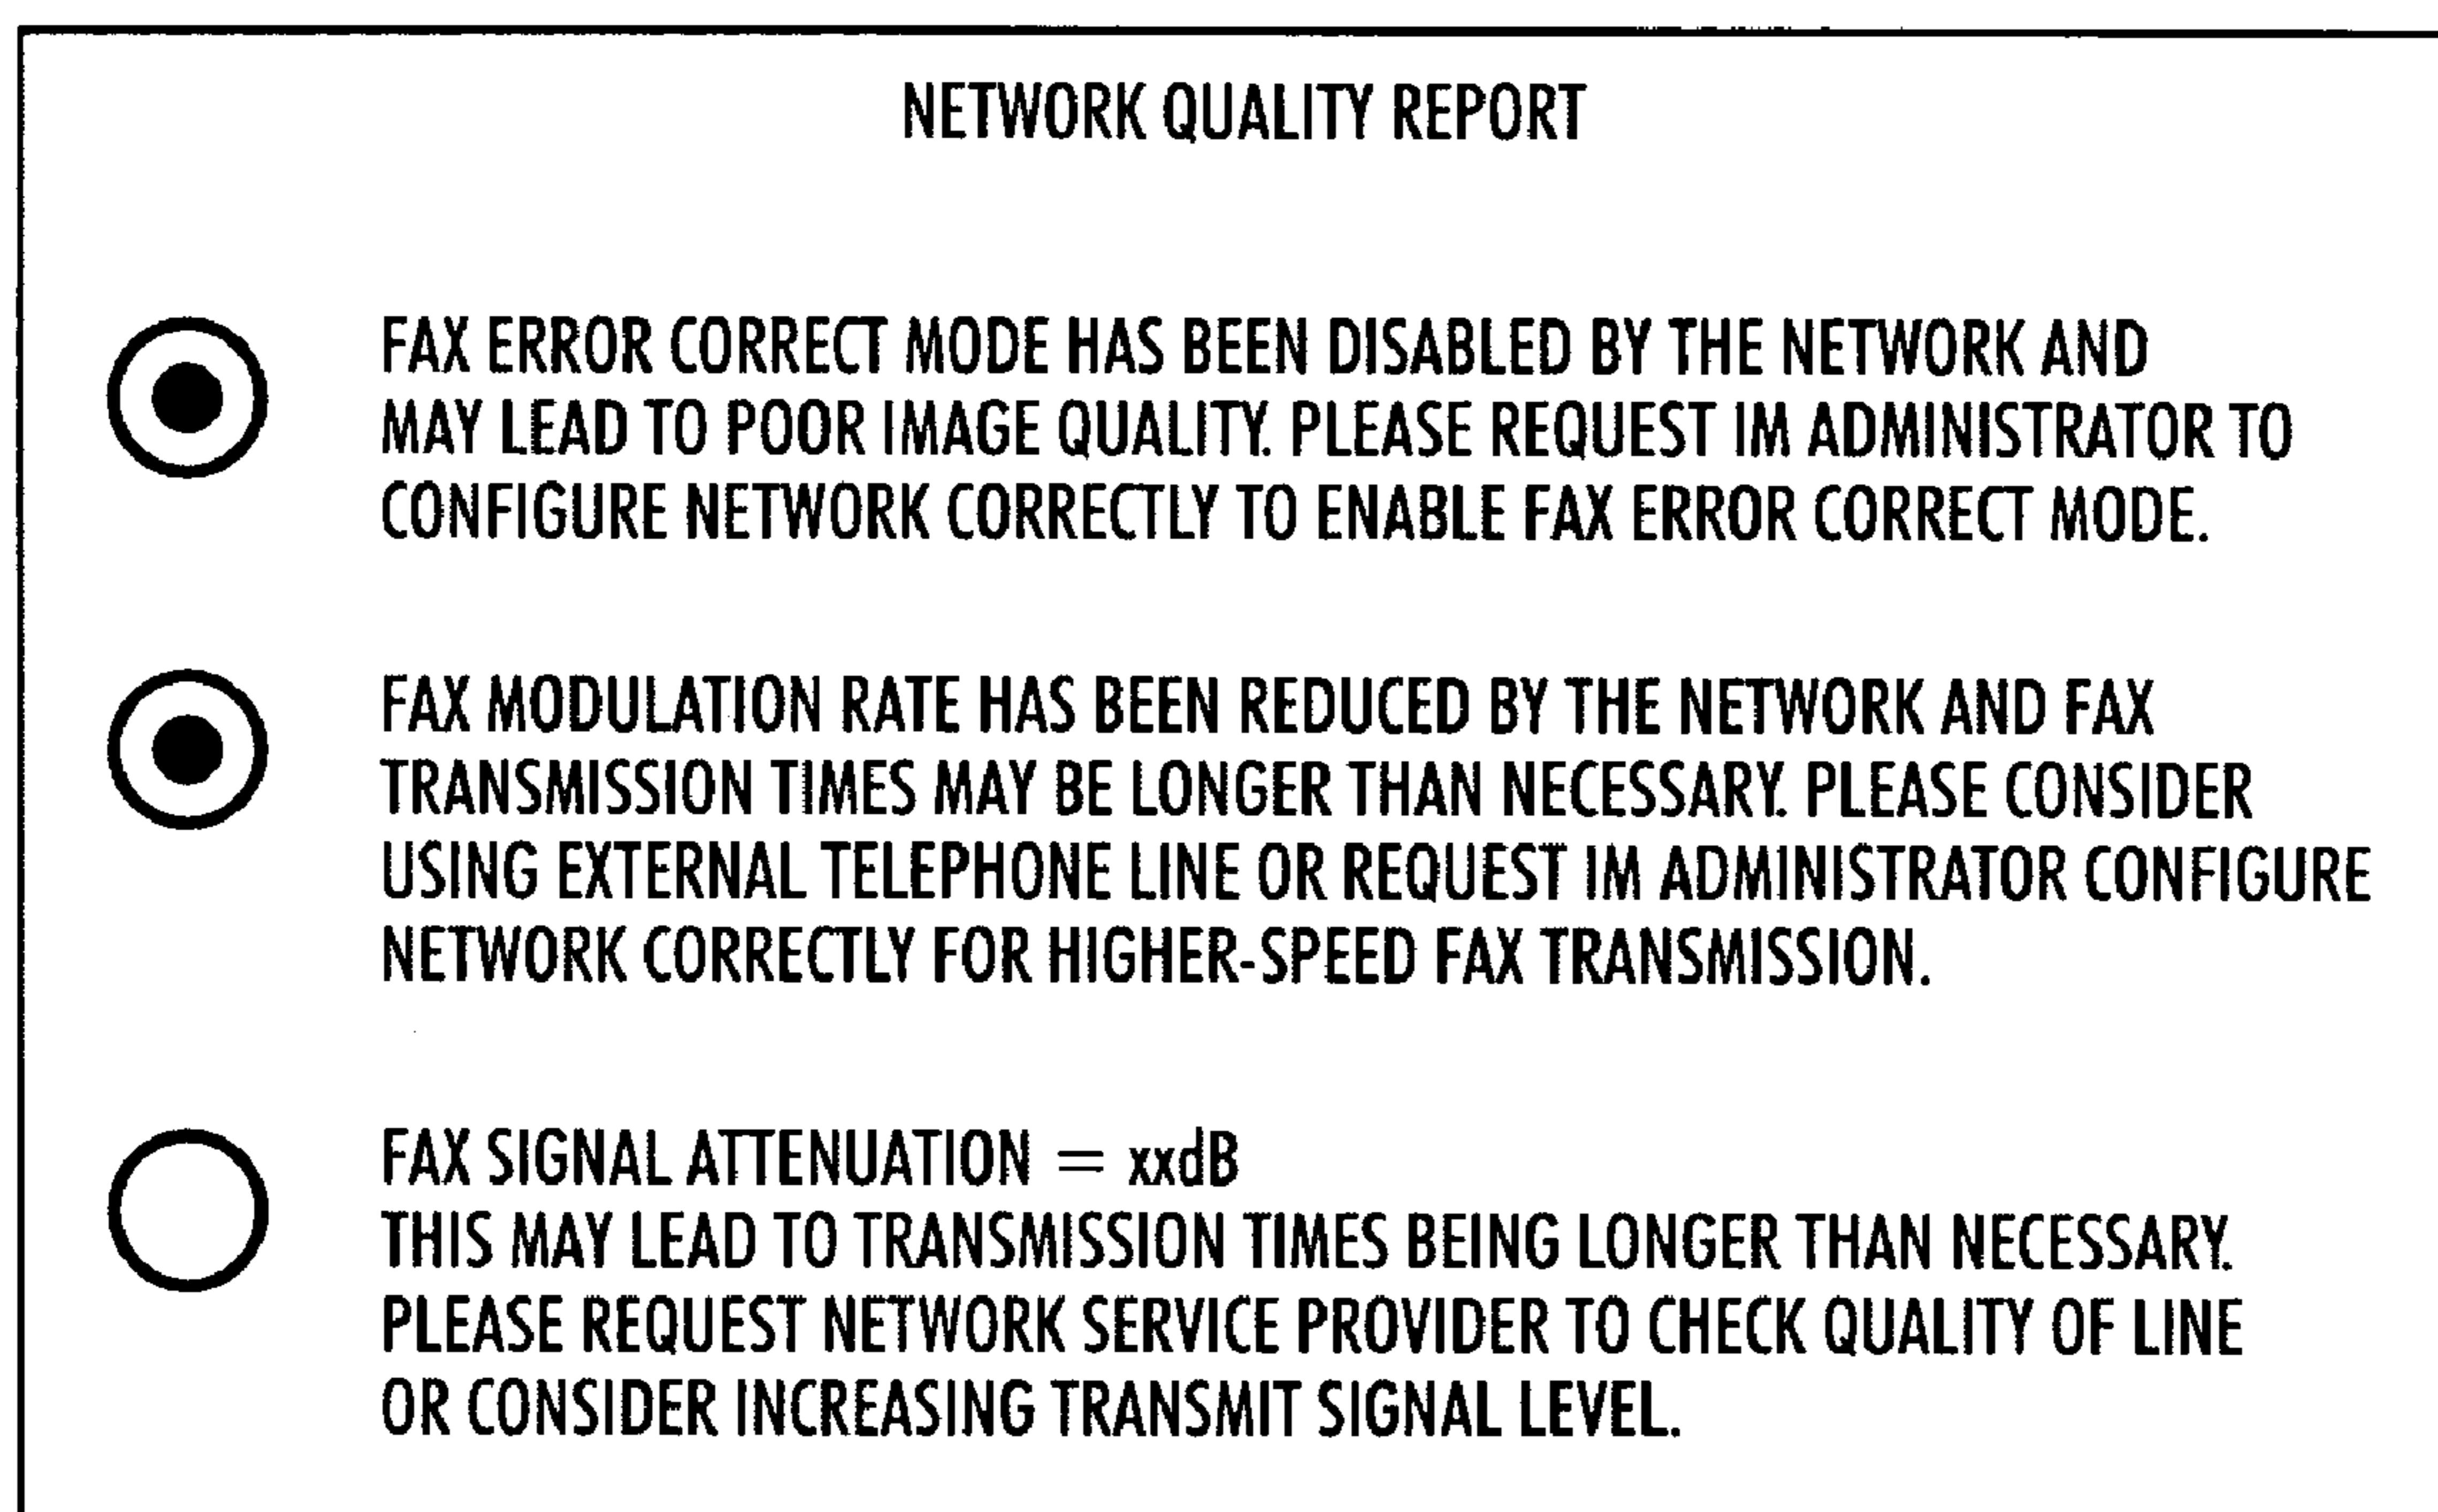 NETWORK QUALITY REPORT
FAX ERROR CORRECT MODE HAS BEEN DISABLED BY THE NETWORK AND
MAY LEAD TO POOR IMAGE QUALITY. PLEASE REQUEST IM ADMINISTRATOR TO
CONFIGURE NETWORK CORRECTLY TO ENABLE FAX ERROR CORRECT MODE.
FAX MODULATION RATE HAS BEEN REDUCED BY THE NETWORK AND FAX
TRANSMISSION TIMES MAY BE LONGER THAN NECESSARY. PLEASE CONSIDER
USING EXTERNAL TELEPHONE LINE OR REQUEST IM ADMINISTRATOR CONFIGURE
NETWORK CORRECTLY FOR HIGHER-SPEED FAX TRANSMISSION.
FAX SIGNAL ATTENUATION = xxdB
THIS MAY LEAD TO TRANSMISSION TIMES BEING LONGER THAN NECESSARY.
PLEASE REQUEST NETWORK SERVICE PROVIDER TO CHECK QUALITY OF LINE
OR CONSIDER INCREASING TRANSMIT SIGNAL LEVEL.